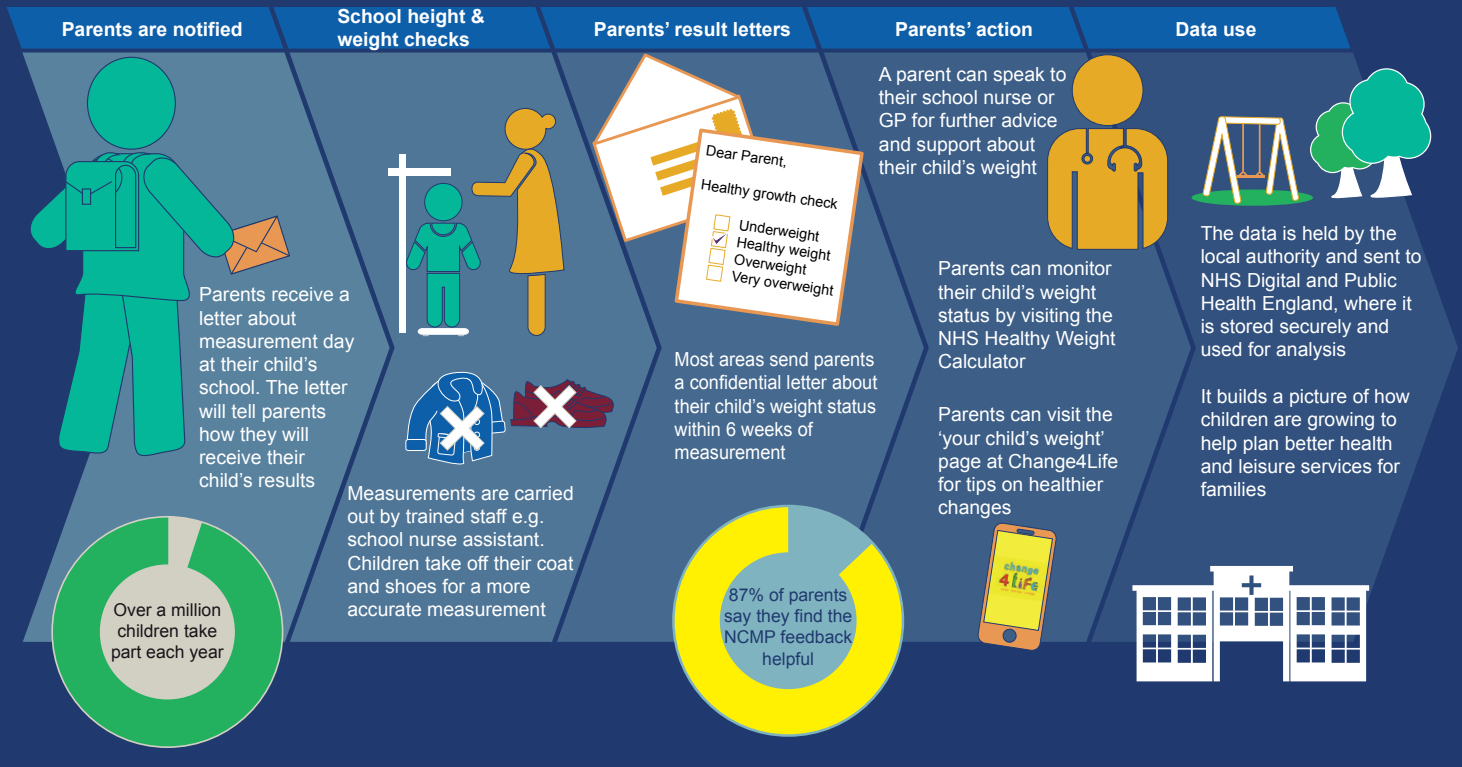 Parents are notified
School height &
weight checks
Parents' result letters
Parents' action
Data use
Parents receive a
letter about
measurement day
at their child's
school. The letter
will tell parents
how they will
receive their
child's results
Over a million
children take
part each year
Measurements are carried
out by trained staff e.g.
school nurse assistant.
Children take off their coat
and shoes for a more
accurate measurement
Dear Parent,
Healthy growth check
Underweight
Healthy weight
Overweight
Very overweight
Most areas send parents
a confidential letter about
their child's weight status
within 6 weeks of
measurement
87% of parents
say they find the
NCMP feedback
helpful
A parent can speak to
their school nurse or
GP for further advice
and support about
their child's weight
Parents can monitor
their child's weight
status by visiting the
NHS Healthy Weight
Calculator
Parents can visit the
'your child's weight'
page at Change4Life
for tips on healthier
changes
change
4 LiFe
The data is held by the
local authority and sent to
NHS Digital and Public
Health England, where it
is stored securely and
used for analysis
It builds a picture of how
children are growing to
help plan better health
and leisure services for
families